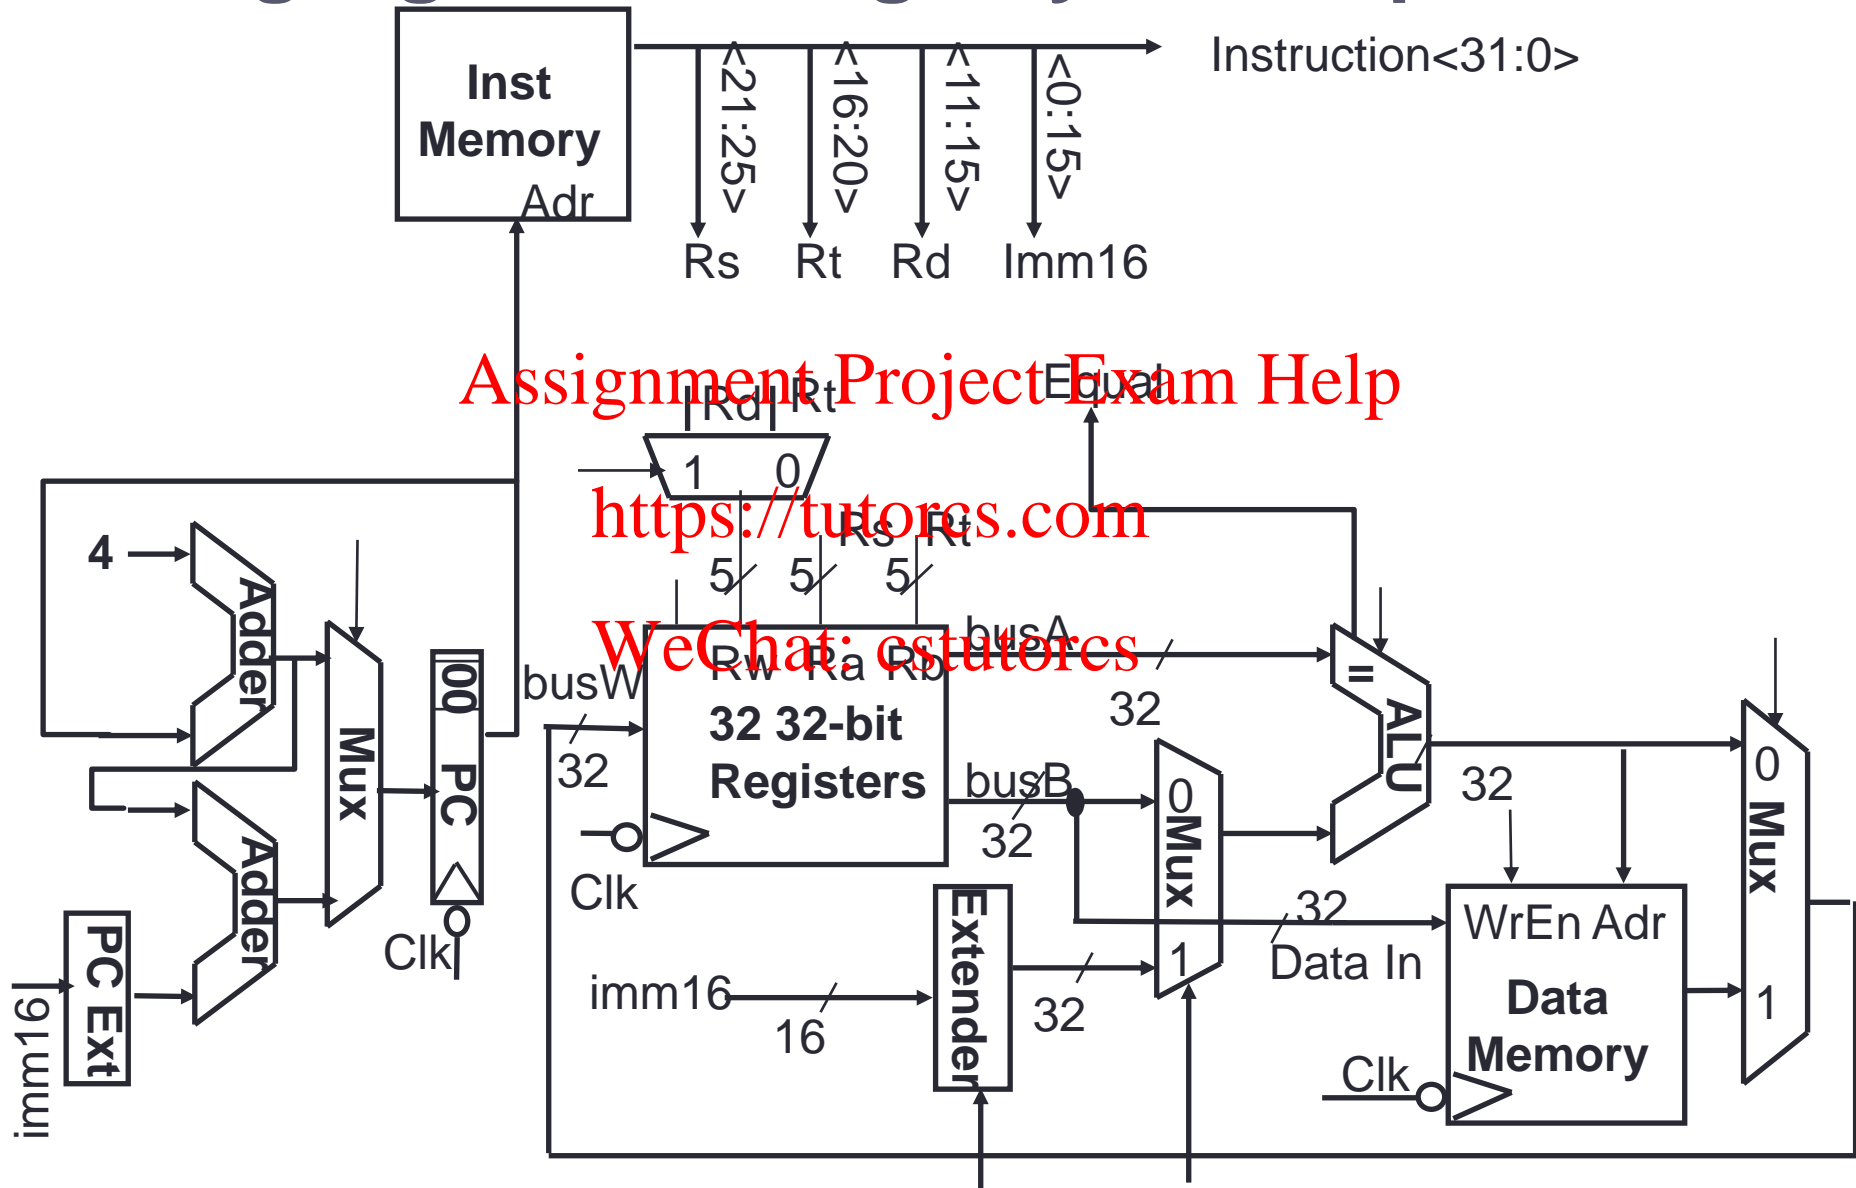 Inst
Memory
Adr
Instruction<31:0>
<21:25>
<16:20>
<11:15>
<0:15>
Rs
Rt
Rd
Imm16
Assignment Project Exam Help
Equal
Rd
Rt
1
0
https://tutorcs.com
Rs
Rt
4
Adder
5
5
5
WeChat: cstutorcs
busA
Rw
Ra
Rb
busW
32
32 32-bit
Registers
32
busB
32
Clk
=
ALU
32
Mux
00
PC
Clk
Adder
PC Ext
imm16
imm16
16
Extender
32
0
Mux
1
32
Data In
WrEn
Adr
Data
Memory
Clk
0
Mux
1